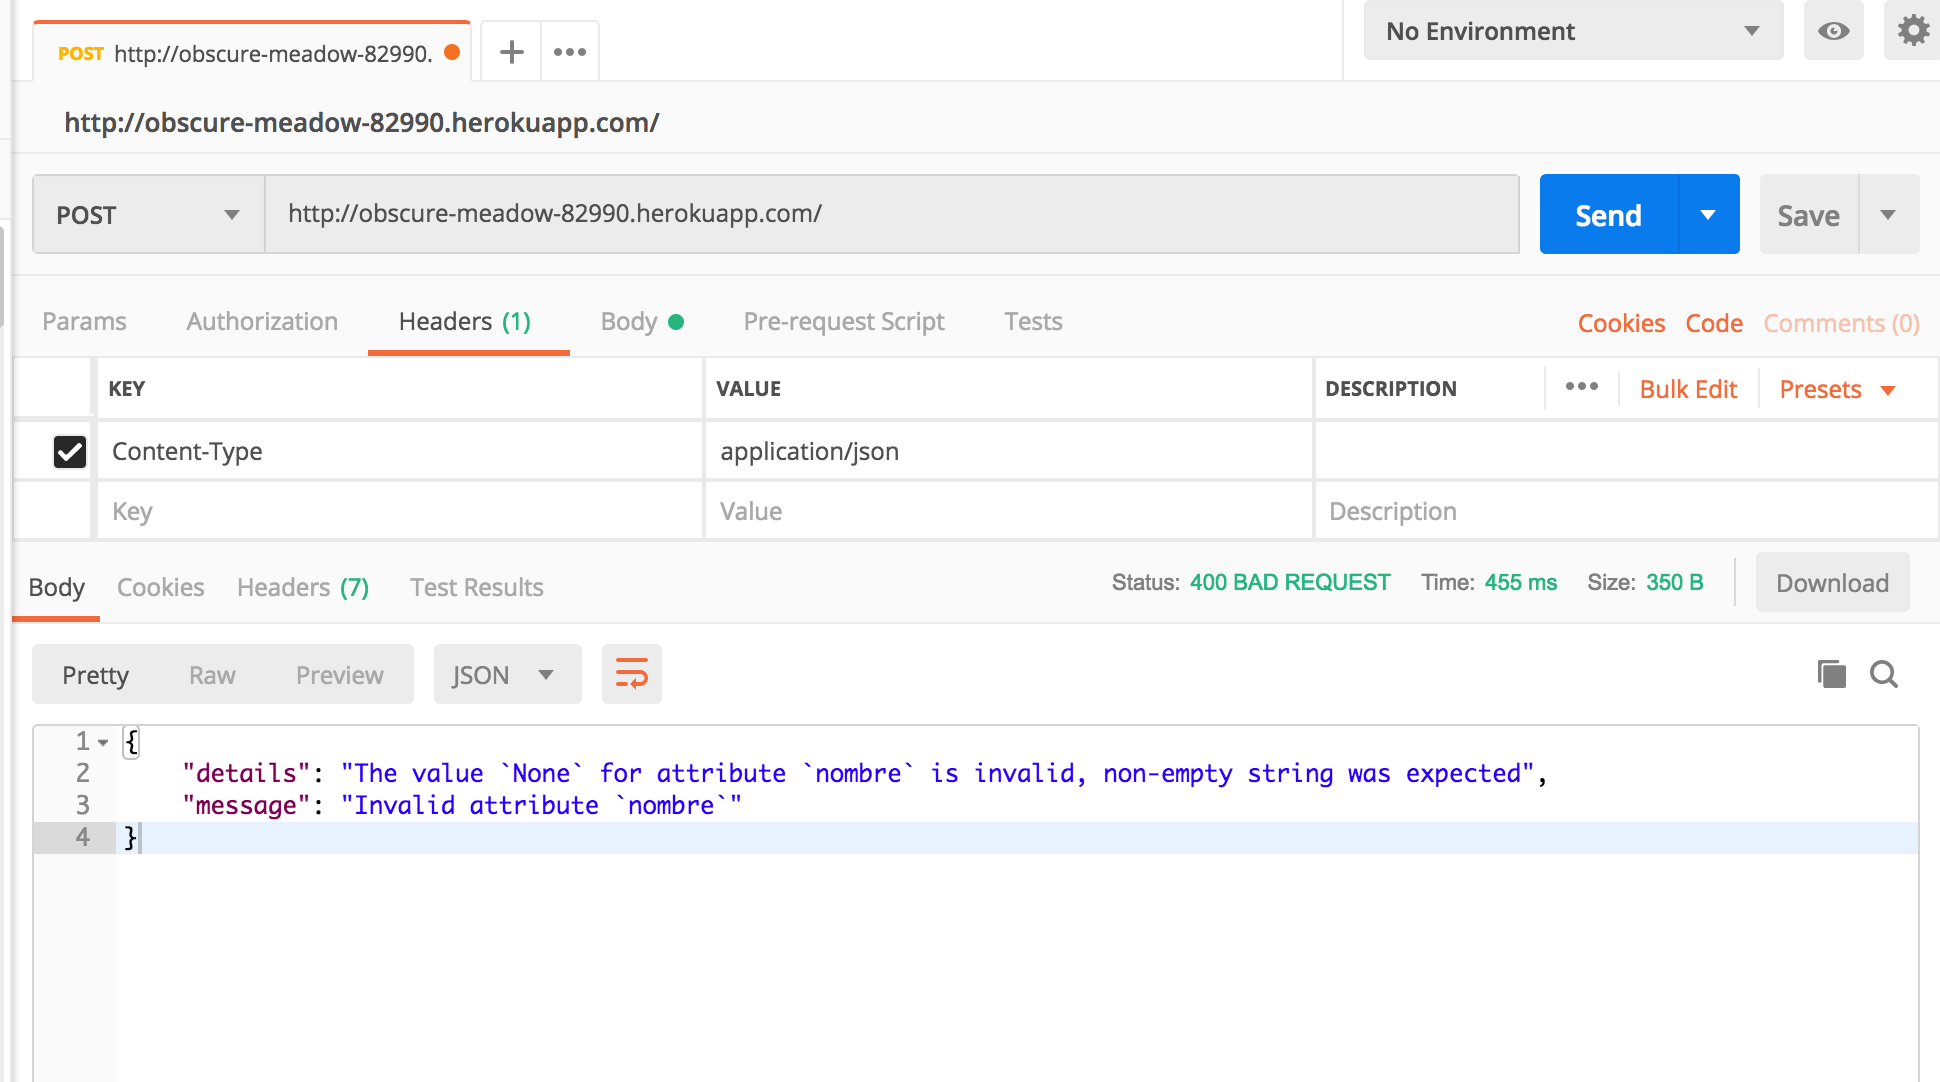 POST http://obscure-meadow-82990.
No Environment
http://obscure-meadow-82990.herokuapp.com/
POST http://obscure-meadow-82990.herokuapp.com/ Send Save
Params Authorization Headers (1) Body Pre-request Script Tests Cookies Code Comments (0)
KEY VALUE DESCRIPTION Bulk Edit Presets
Content-Type application/json
Key Value Description
Body Cookies Headers (7) Test Results Status: 400 BAD REQUEST Time: 455 ms Size: 350 B Download
Pretty Raw Preview JSON
1 {
2 "details": "The value `None` for attribute `nombre` is invalid, non-empty string was expected",
3 "message": "Invalid attribute `nombre`"
4 }